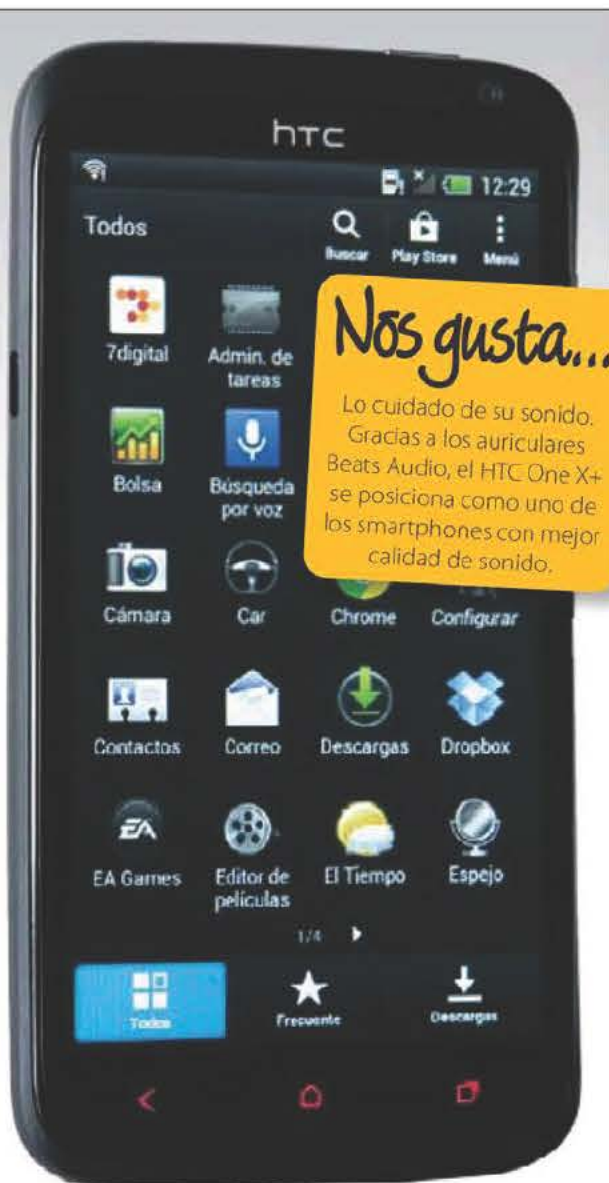 htc
12:29
Todos
Buscar Play Store Menú
7digital Admin. de
tareas
Nos gusta...
Lo cuidado de su sonido.
Gracias a los auriculares
Beats Audio, el HTC One X+
se posiciona como uno de
los smartphones con mejor
calidad de sonido.
Bolsa Búsqueda
por voz
Cámara Car Chrome Configurar
Contactos Correo Descargas Dropbox
EA
EA Games Editor de
películas El Tiempo Espejo
1/4
Todos Frecuente Descargas